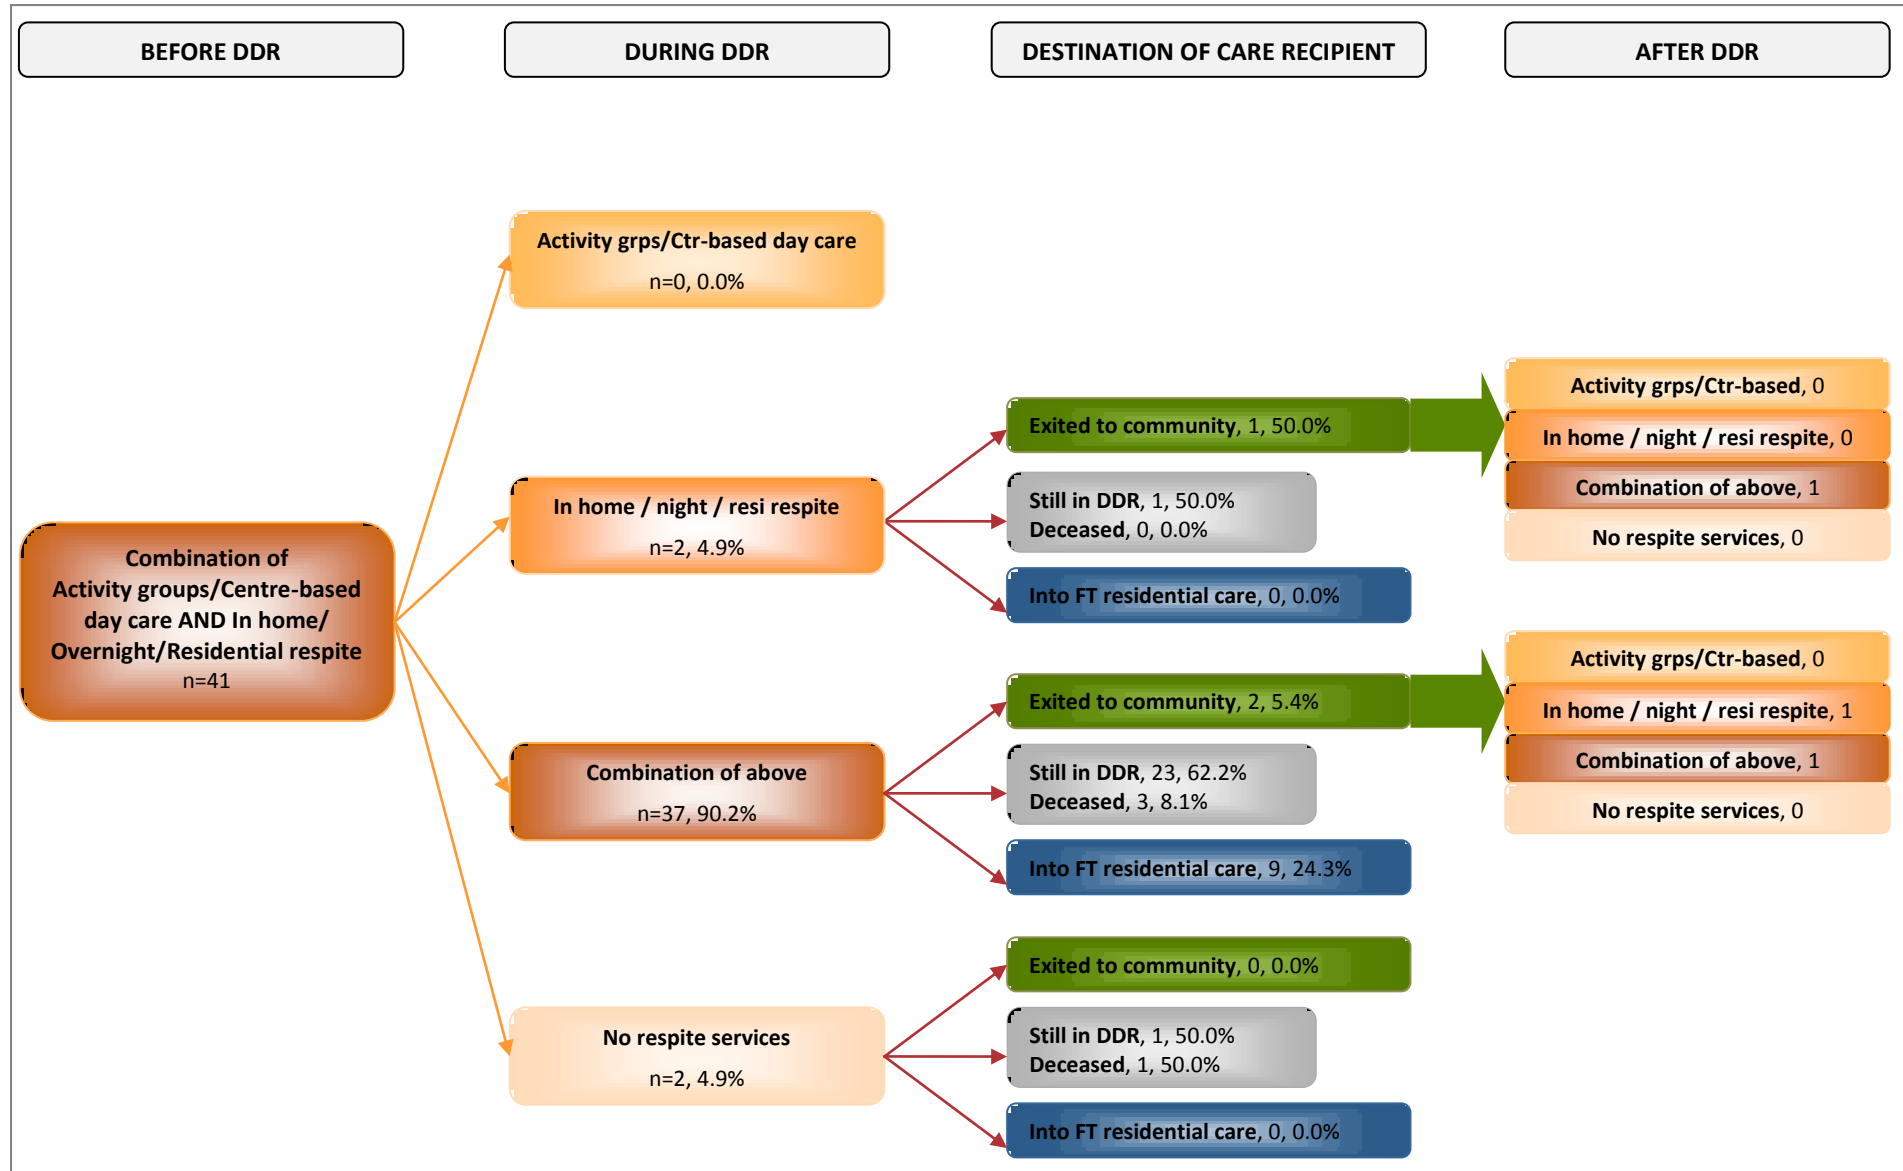 BEFORE DDR
DURING DDR
DESTINATION OF CARE RECIPIENT
AFTER DDR
Combination of
Activity groups/Centre-based
day care AND In home/
Overnight/Residential respite
n=41
Activity grps/Ctr-based day care
n=0, 0.0%
In home / night / resi respite
n=2, 4.9%
Combination of above
n=37, 90.2%
No respite services
n=2, 4.9%
Exited to community, 1, 50.0%
Still in DDR, 1, 50.0%
Deceased, 0, 0.0%
Into FT residential care, 0, 0.0%
Exited to community, 2, 5.4%
Still in DDR, 23, 62.2%
Deceased, 3, 8.1%
Into FT residential care, 9, 24.3%
Exited to community, 0, 0.0%
Still in DDR, 1, 50.0%
Deceased, 1, 50.0%
Into FT residential care, 0, 0.0%
Activity grps/Ctr-based, 0
In home / night / resi respite, 0
Combination of above, 1
No respite services, 0
Activity grps/Ctr-based, 0
In home / night / resi respite, 1
Combination of above, 1
No respite services, 0